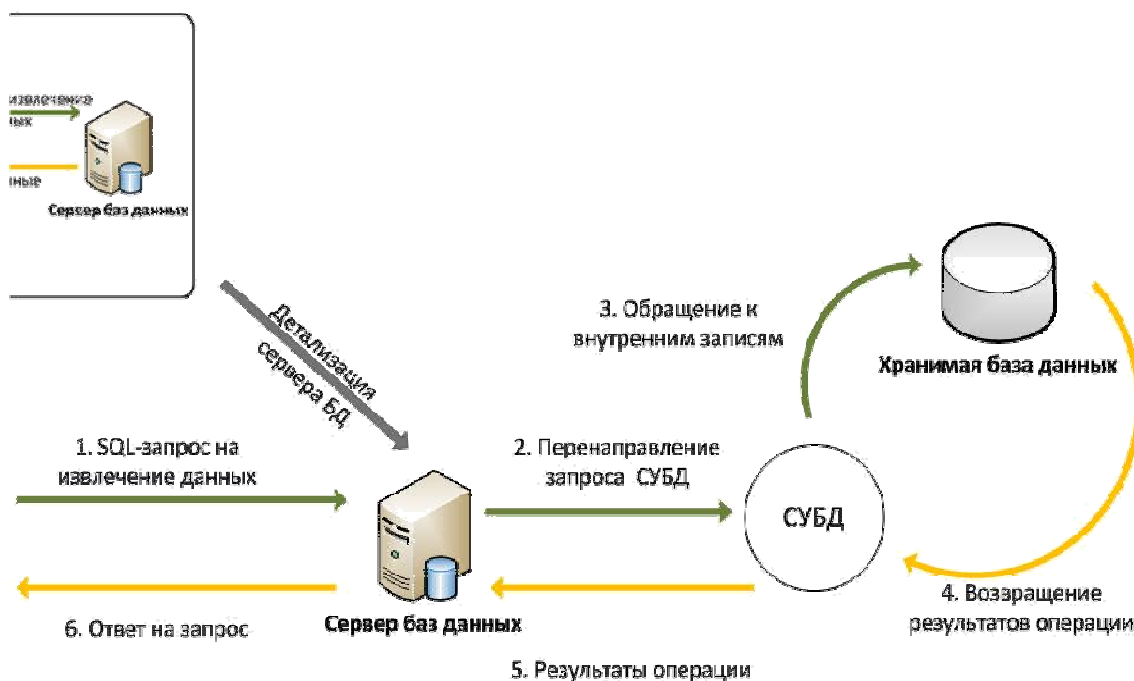 извлечение
ных
нные
Сервер баз данных
Детализация
сервера БД
3. Обращение к
внутренним записям
Хранимая база данных
1. SQL-запрос на
извлечение данных
2. Перенаправление
запроса СУБД
СУБД
4. Возвращение
результатов операции
6. Ответ на запрос
Сервер баз данных
5. Результаты операции